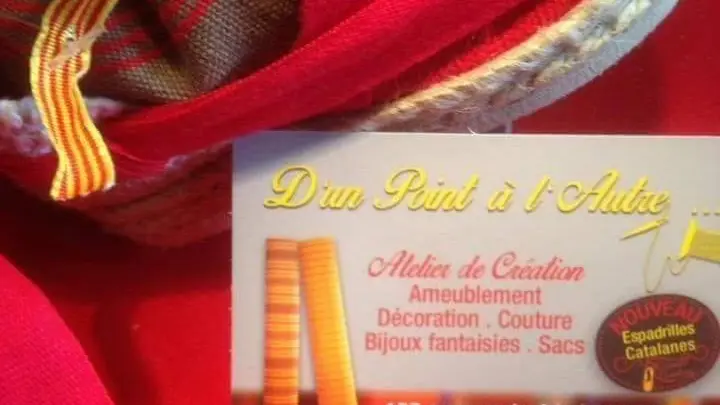 D'un Point à l'Autre...
Atelier de Création
Ameublement
Décoration . Couture
Bijoux fantaisies . Sacs
NOUVEAU
Espadrilles
Catalanes